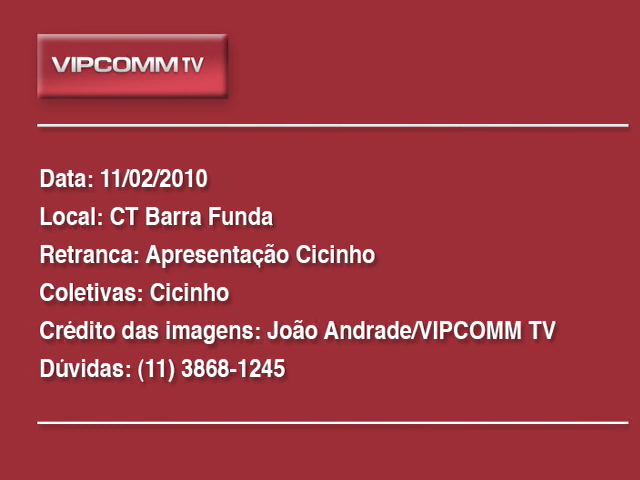 VIPCOMM TV
Data: 11/02/2010
Local: CT Barra Funda
Retranca: Apresentação Cicinho
Coletivas: Cicinho
Crédito das imagens: João Andrade/VIPCOMM TV
Dúvidas: (11) 3868-1245